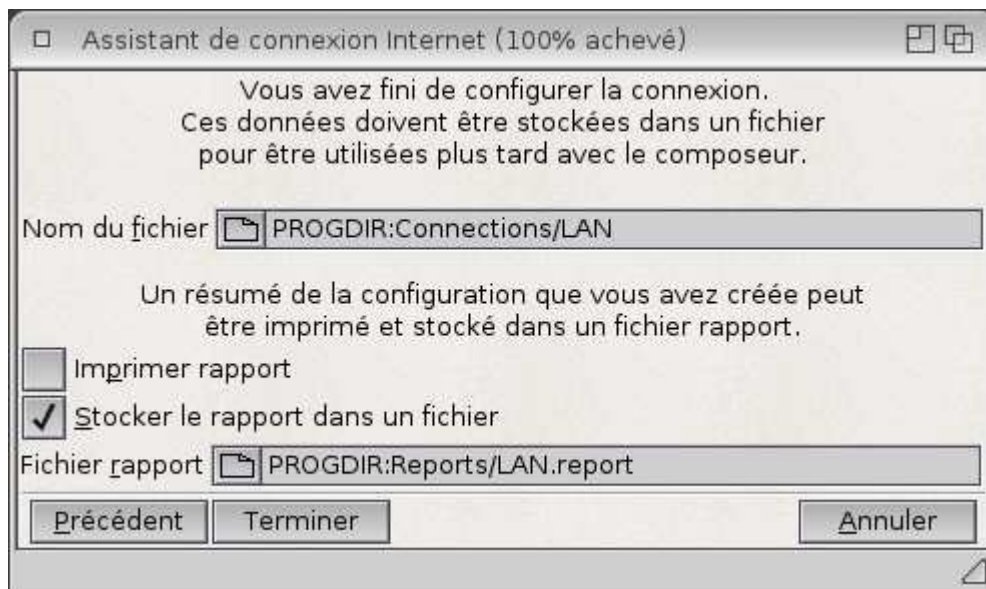 Assistant de connexion Internet (100% achevé)
Vous avez fini de configurer la connexion.
Ces données doivent être stockées dans un fichier
pour être utilisées plus tard avec le composeur.
Nom du fichier PROGDIR:Connections/LAN
Un résumé de la configuration que vous avez créée peut
être imprimé et stocké dans un fichier rapport.
Imprimer rapport
Stocker le rapport dans un fichier
Fichier rapport PROGDIR:Reports/LAN.report
Précédent Terminer Annuler